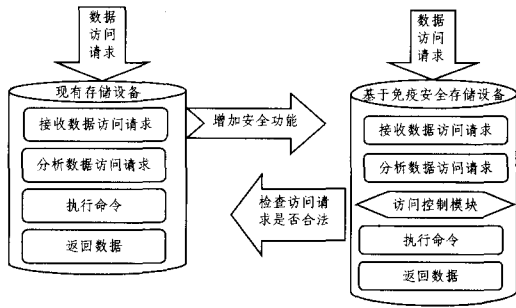 数据
访问
请求
现有存储设备
接收数据访问请求
分析数据访问请求
执行命令
返回数据
增加安全功能
检查访问请
求是否合法
数据
访问
请求
基于免疫安全存储设备
接收数据访问请求
分析数据访问请求
访问控制模块
执行命令
返回数据